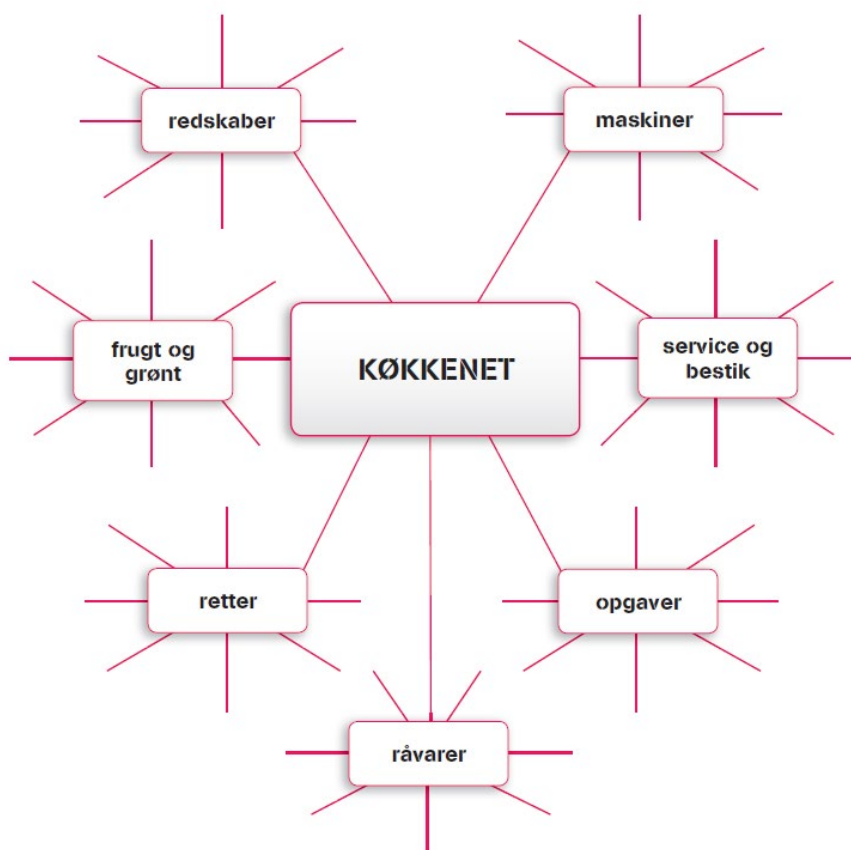 redskaber
maskiner
frugt og
grønt
KØKKENET
service og
bestik
retter
opgaver
råvarer